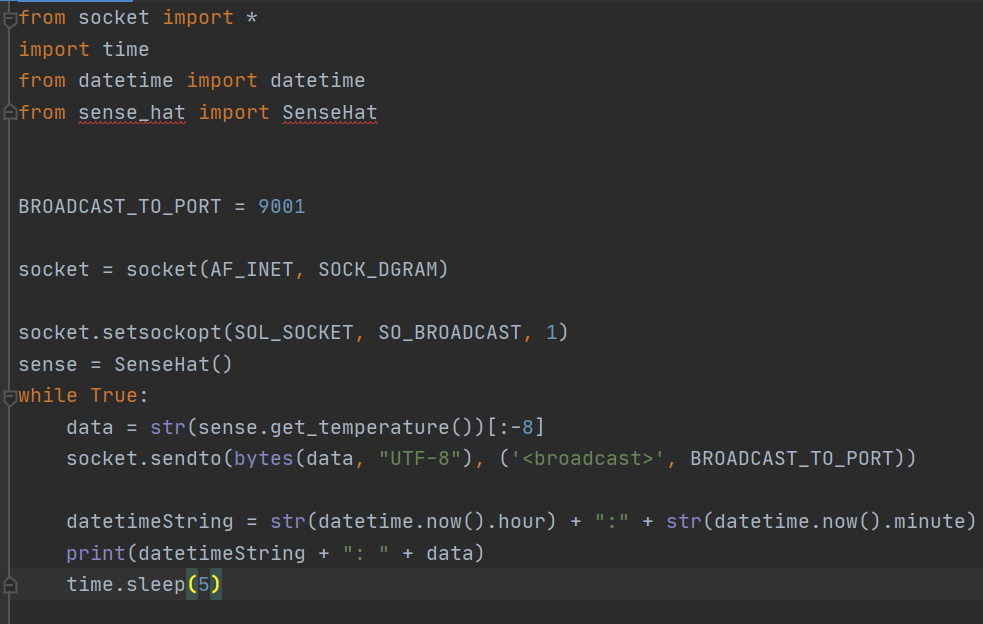 from socket import *
import time
from datetime import datetime
from sense_hat import SenseHat
BROADCAST_TO_PORT = 9001
socket = socket(AF_INET, SOCK_DGRAM)
socket.setsockopt(SOL_SOCKET, SO_BROADCAST, 1)
sense = SenseHat()
while True:
    data = str(sense.get_temperature())[:-8]
    socket.sendto(bytes(data, "UTF-8"), ('<broadcast>', BROADCAST_TO_PORT))
    datetimeString = str(datetime.now().hour) + ":" + str(datetime.now().minute)
    print(datetimeString + ": " + data)
    time.sleep(5)